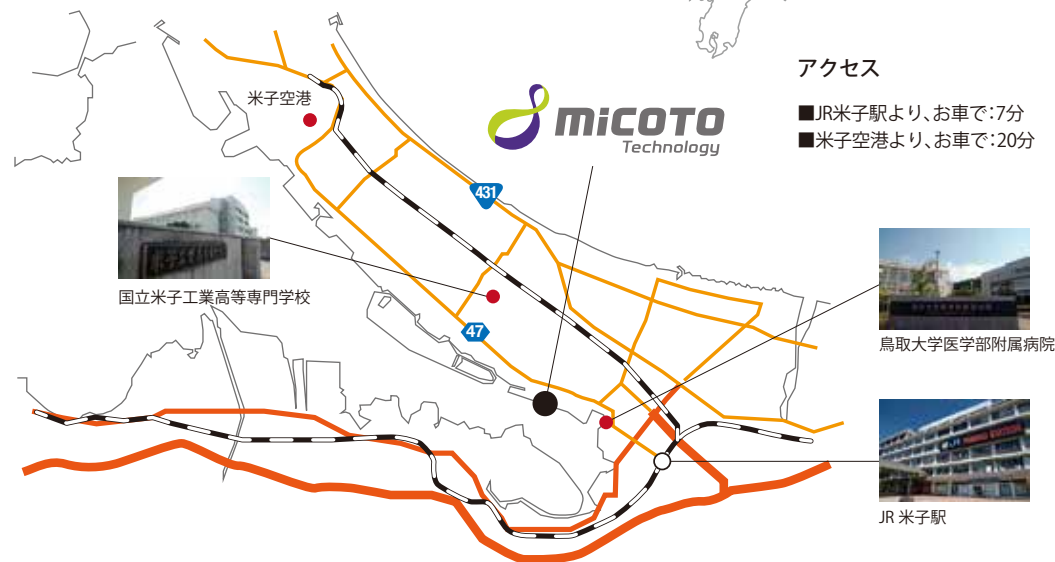 アクセス
■JR米子駅より、お車で:7分
■米子空港より、お車で:20分
micoto
Technology
米子空港
431
国立米子工業高等専門学校
47
鳥取大学医学部附属病院
JR 米子駅